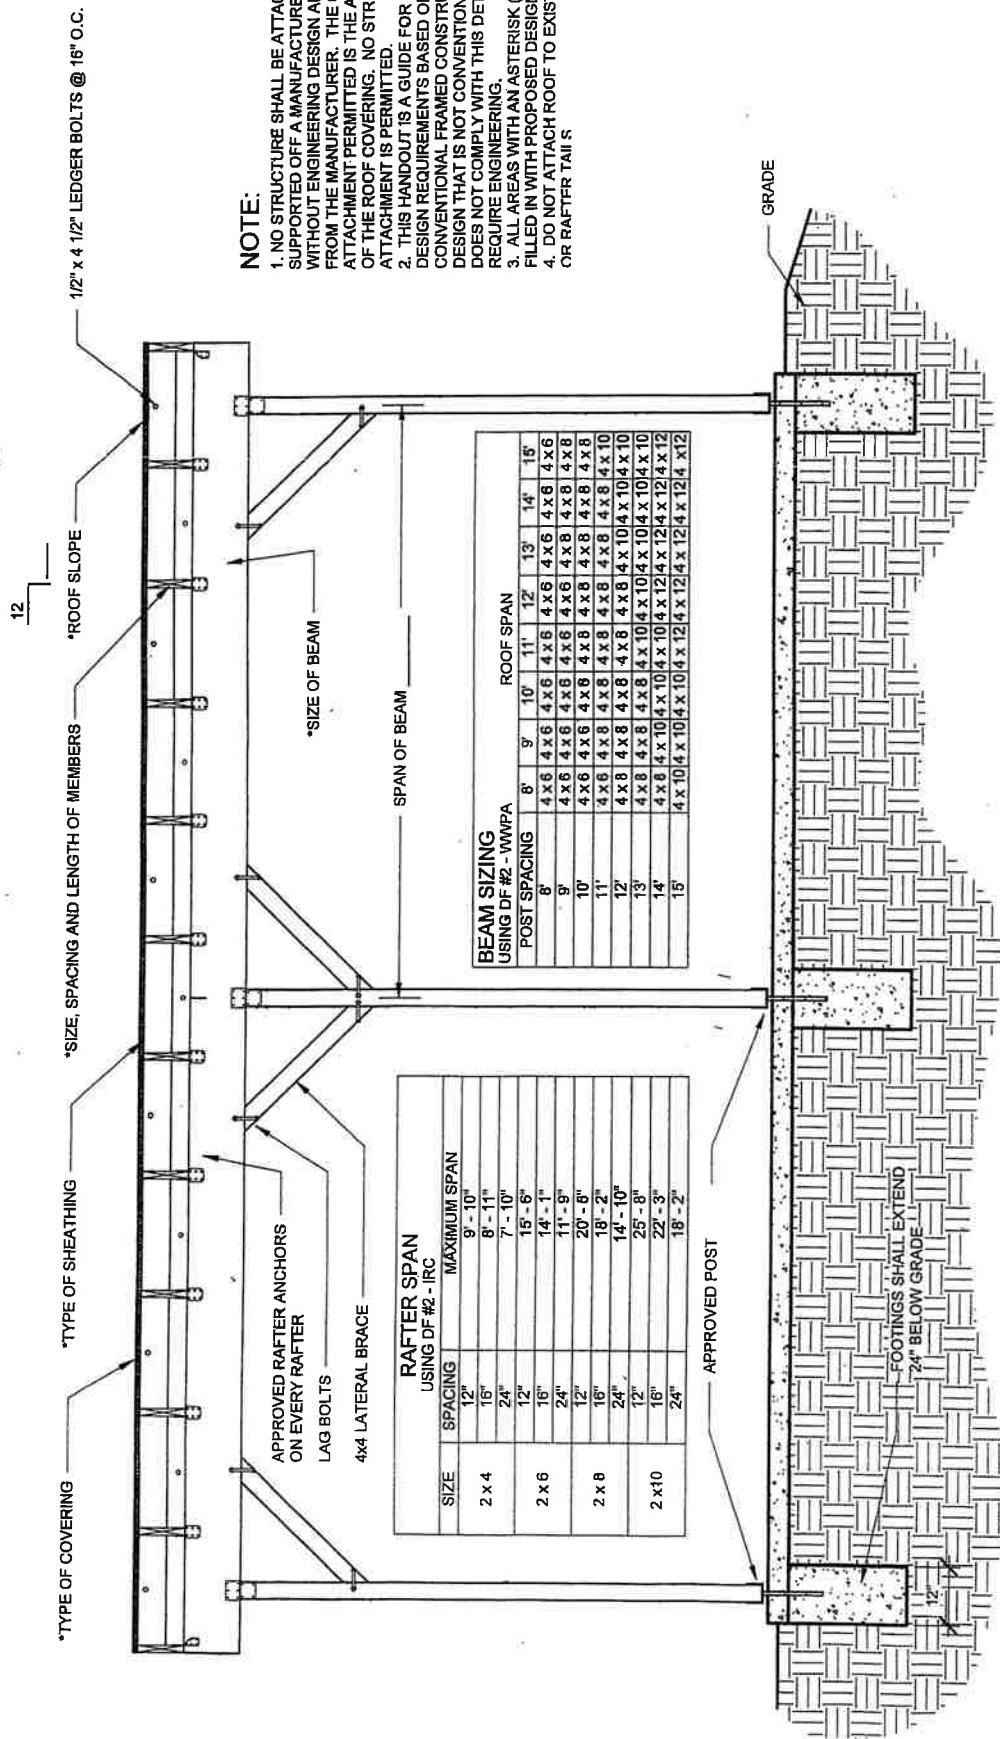 12
*TYPE OF COVERING
*TYPE OF SHEATHING
*SIZE, SPACING AND LENGTH OF MEMBERS
*ROOF SLOPE
1/2" x 4 1/2" LEDGER BOLTS @ 16" O.C.
APPROVED RAFTER ANCHORS
ON EVERY RAFTER
LAG BOLTS
4x4 LATERAL BRACE
*SIZE OF BEAM
SPAN OF BEAM
RAFTER SPAN
USING DF #2 - IRC
SIZE SPACING MAXIMUM SPAN
2 x 4 12" 9' - 10"
16" 8' - 11"
24" 7' - 10"
2 x 6 12" 15' - 6"
16" 14' - 1"
24" 11' - 9"
2 x 8 12" 20' - 8"
16" 18' - 2"
24" 14' - 10"
2 x10 12" 25' - 8"
16" 22' - 3"
24" 18' - 2"
BEAM SIZING
USING DF #2 - WWPA ROOF SPAN
POST SPACING 8' 9' 10' 11' 12' 13' 14' 15'
8' 4 x 6 4 x 6 4 x 6 4 x 6 4 x 6 4 x 6 4 x 6 4 x 6
9' 4 x 6 4 x 6 4 x 6 4 x 6 4 x 6 4 x 8 4 x 8 4 x 8
10' 4 x 6 4 x 6 4 x 8 4 x 8 4 x 8 4 x 8 4 x 8 4 x 8
11' 4 x 6 4 x 8 4 x 8 4 x 8 4 x 8 4 x 8 4 x 8 4 x 10
12' 4 x 8 4 x 8 4 x 8 4 x 8 4 x 8 4 x 10 4 x 10 4 x 10
13' 4 x 8 4 x 8 4 x 8 4 x 10 4 x 10 4 x 10 4 x 10 4 x 10
14' 4 x 8 4 x 10 4 x 10 4 x 10 4 x 12 4 x 12 4 x 12 4 x 12
15' 4 x 10 4 x 10 4 x 10 4 x 12 4 x 12 4 x 12 4 x 12 4 x12
APPROVED POST
FOOTINGS SHALL EXTEND
24" BELOW GRADE
12"
GRADE
NOTE:
1. NO STRUCTURE SHALL BE ATTAC
SUPPORTED OFF A MANUFACTURE
WITHOUT ENGINEERING DESIGN A
FROM THE MANUFACTURER. THE
ATTACHMENT PERMITTED IS THE A
OF THE ROOF COVERING. NO STR
ATTACHMENT IS PERMITTED.
2. THIS HANDOUT IS A GUIDE FOR
DESIGN REQUIREMENTS BASED O
CONVENTIONAL FRAMED CONSTRU
DESIGN THAT IS NOT CONVENTION
DOES NOT COMPLY WITH THIS DET
REQUIRE ENGINEERING.
3. ALL AREAS WITH AN ASTERISK (
FILLED IN WITH PROPOSED DESIGN
4. DO NOT ATTACH ROOF TO EXIST
OR RAFTER TAILS